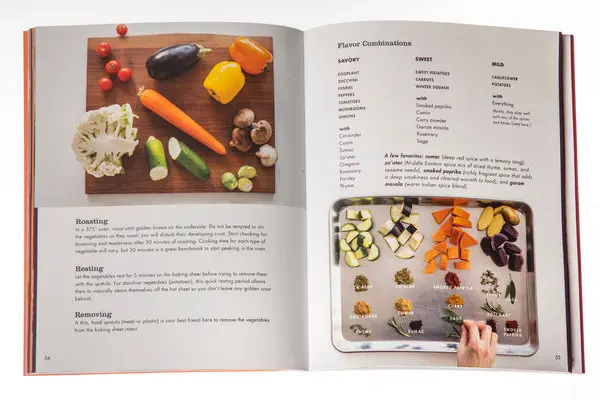 Roasting
In a 375° oven, roast until golden brown on the underside. Do not be tempted to stir
the vegetables as they roast; you will disturb their developing crust. Start checking for
browning and tenderness after 20 minutes of roasting. Cooking time for each type of
vegetable will vary, but 30 minutes is a great benchmark to start peeking in the oven.
Resting
Let the vegetables rest for 5 minutes on the baking sheet before trying to remove them
with the spatula. For starchier vegetables (potatoes!), this quick resting period allows
them to naturally steam themselves off the hot sheet so you don't leave any golden crust
behind.
Removing
A thin, hard spatula (metal or plastic) is your best friend here to remove the vegetables
from the baking sheet intact.
54
Flavor Combinations
SAVORY
EGGPLANT
ZUCCHINI
FENNEL
PEPPERS
TOMATOES
MUSHROOMS
ONIONS
with
Coriander
Cumin
Sumac
Za'atar
Oregano
Rosemary
Parsley
Thyme
SWEET
SWEET POTATOES
CARROTS
WINTER SQUASH
with
Smoked paprika
Cumin
Curry powder
Garam masala
Rosemary
Sage
MILD
CAULIFLOWER
POTATOES
with
Everything
(Really, they play well
with any of the spices
and herbs listed here.)
A few favorites: sumac (deep red spice with a lemony tang),
za'atar (Middle Eastern spice mix of dried thyme, sumac, and
sesame seeds), smoked paprika (richly fragrant spice that adds
a deep smokiness and charred warmth to food), and garam
masala (warm Indian spice blend).
ZA'ATAR ZA'ATAR SMOKED PAPRIKA
CORIANDER CUMIN CURRY ROSEMARY SAGE
THYME SUMAC SAGE SMOKED
PAPRIKA
55